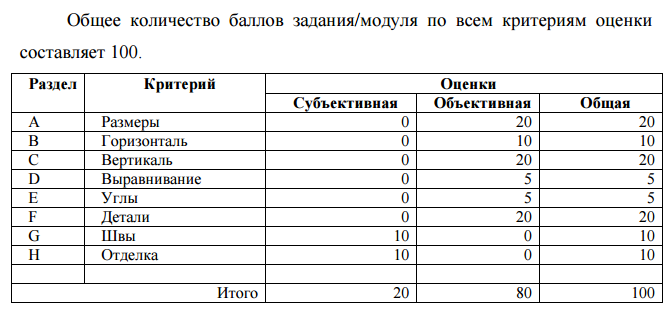 Общее количество баллов задания/модуля по всем критериям оценки
составляет 100.
Раздел Критерий Оценки
Субъективная Объективная Общая
A Размеры 0 20 20
B Горизонталь 0 10 10
C Вертикаль 0 20 20
D Выравнивание 0 5 5
E Углы 0 5 5
F Детали 0 20 20
G Швы 10 0 10
H Отделка 10 0 10
Итого 20 80 100